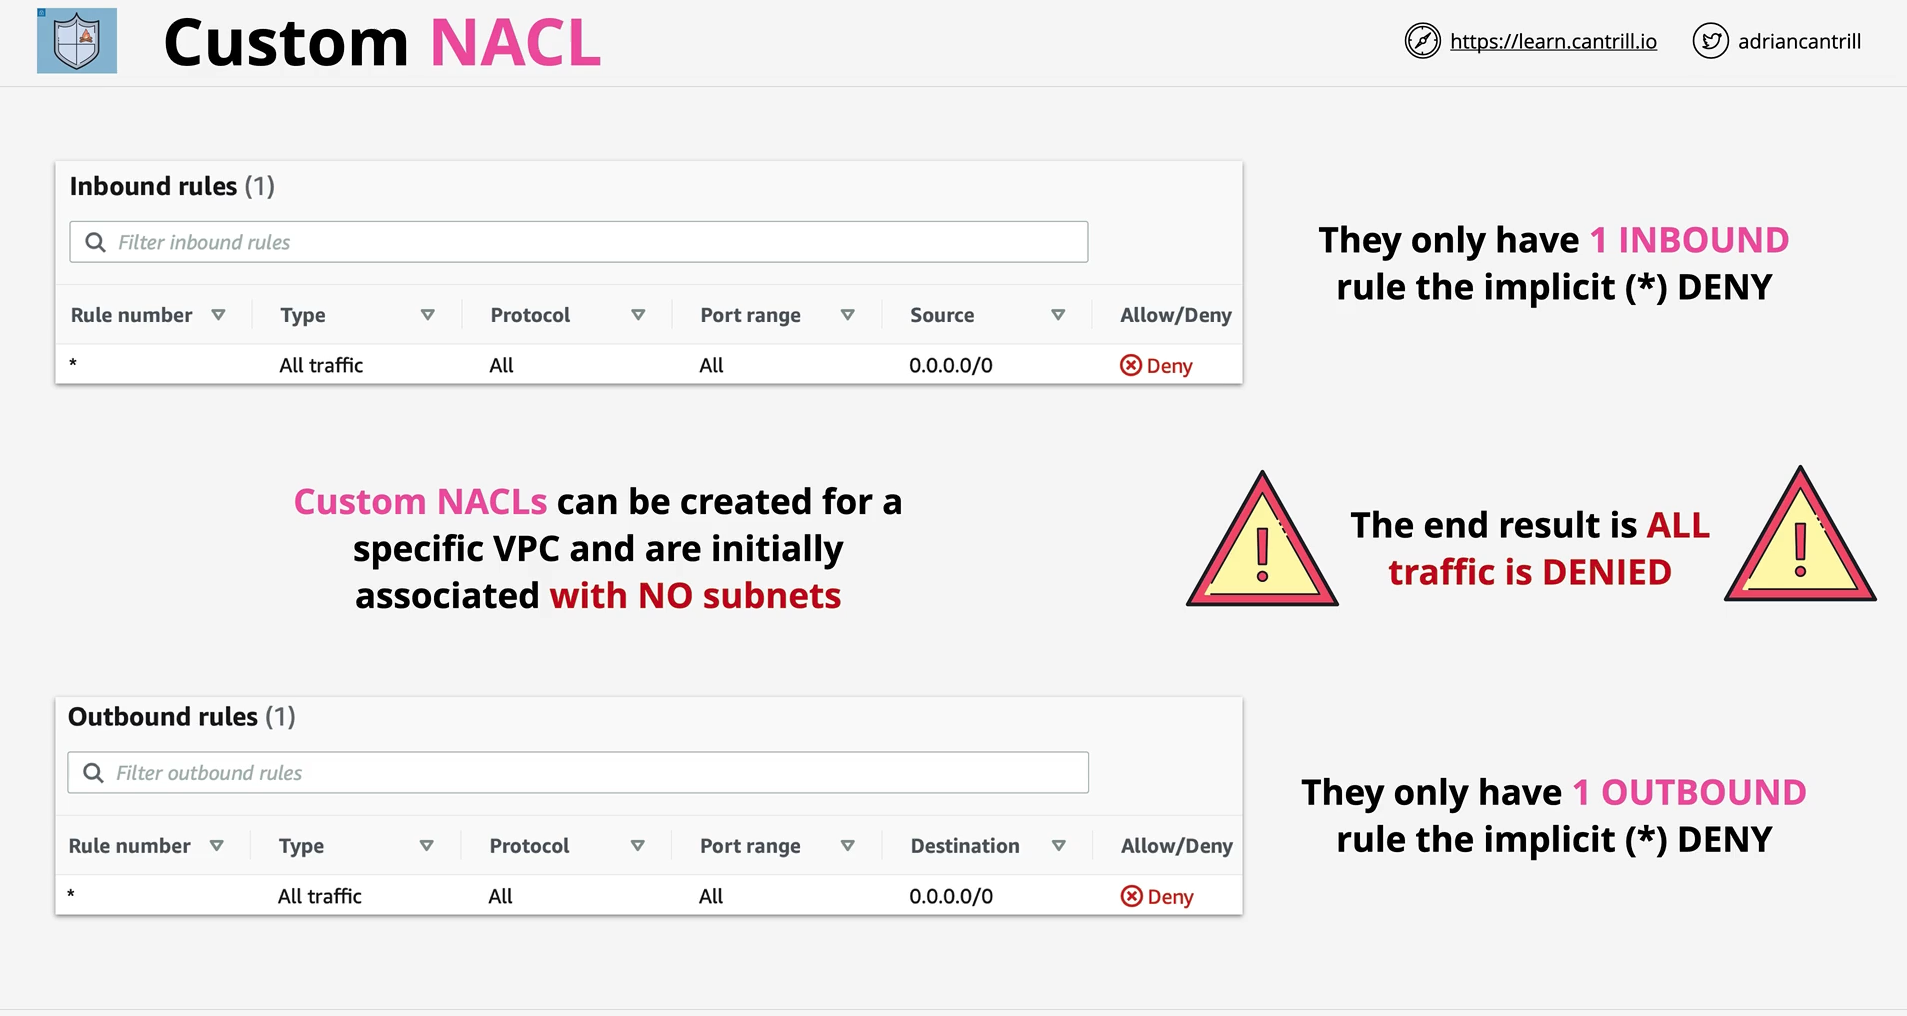 Custom NACL
https://learn.cantrill.io
adriancantrill
Inbound rules (1)
Filter inbound rules
Rule number Type Protocol Port range Source Allow/Deny
* All traffic All All 0.0.0.0/0 Deny
They only have 1 INBOUND
rule the implicit (*) DENY
Custom NACLs can be created for a
specific VPC and are initially
associated with NO subnets
The end result is ALL
traffic is DENIED
Outbound rules (1)
Filter outbound rules
Rule number Type Protocol Port range Destination Allow/Deny
* All traffic All All 0.0.0.0/0 Deny
They only have 1 OUTBOUND
rule the implicit (*) DENY